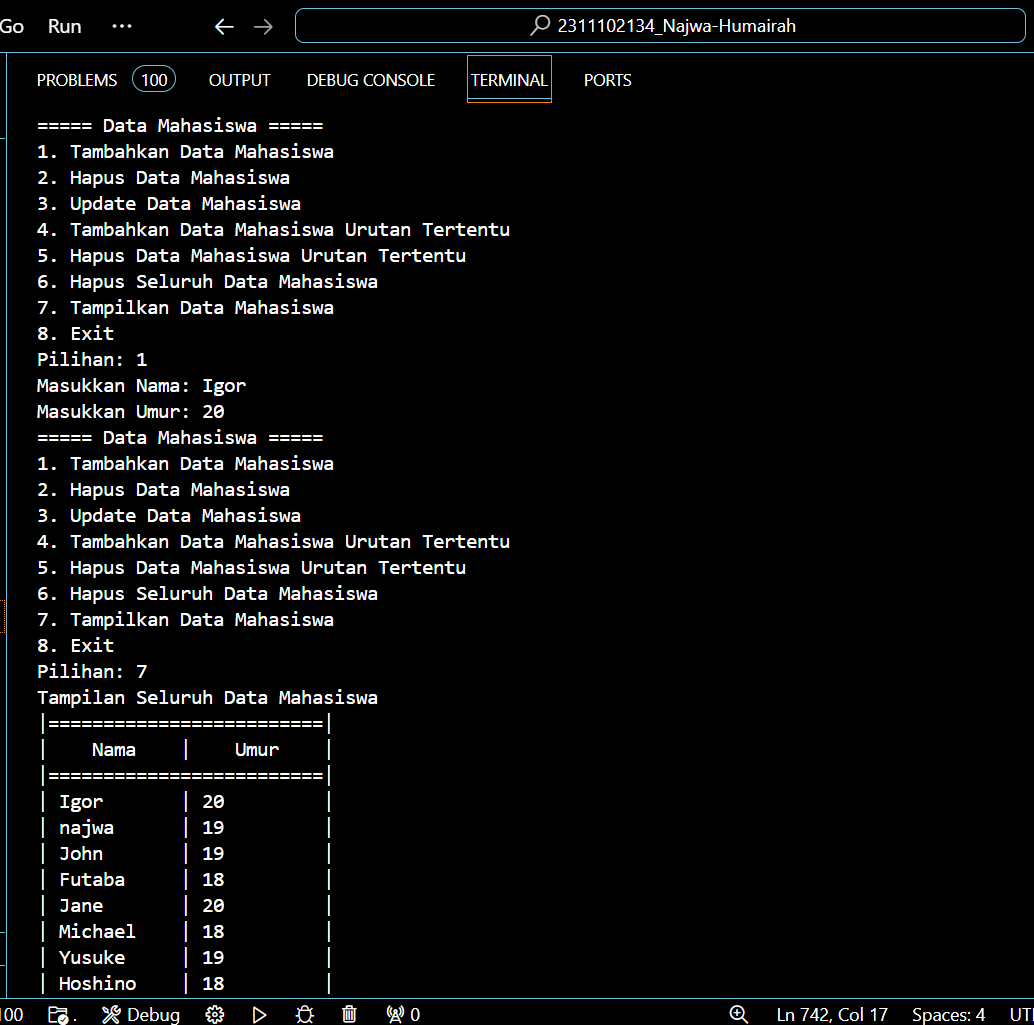 Go Run ··· ← → 2311102134_Najwa-Humairah
PROBLEMS 100 OUTPUT DEBUG CONSOLE TERMINAL PORTS
===== Data Mahasiswa =====
1. Tambahkan Data Mahasiswa
2. Hapus Data Mahasiswa
3. Update Data Mahasiswa
4. Tambahkan Data Mahasiswa Urutan Tertentu
5. Hapus Data Mahasiswa Urutan Tertentu
6. Hapus Seluruh Data Mahasiswa
7. Tampilkan Data Mahasiswa
8. Exit
Pilihan: 1
Masukkan Nama: Igor
Masukkan Umur: 20
===== Data Mahasiswa =====
1. Tambahkan Data Mahasiswa
2. Hapus Data Mahasiswa
3. Update Data Mahasiswa
4. Tambahkan Data Mahasiswa Urutan Tertentu
5. Hapus Data Mahasiswa Urutan Tertentu
6. Hapus Seluruh Data Mahasiswa
7. Tampilkan Data Mahasiswa
8. Exit
Pilihan: 7
Tampilan Seluruh Data Mahasiswa
|=========================|
| Nama | Umur |
|=========================|
| Igor | 20 |
| najwa | 19 |
| John | 19 |
| Futaba | 18 |
| Jane | 20 |
| Michael | 18 |
| Yusuke | 19 |
| Hoshino | 18 |
. Debug 0 Ln 742, Col 17 Spaces: 4